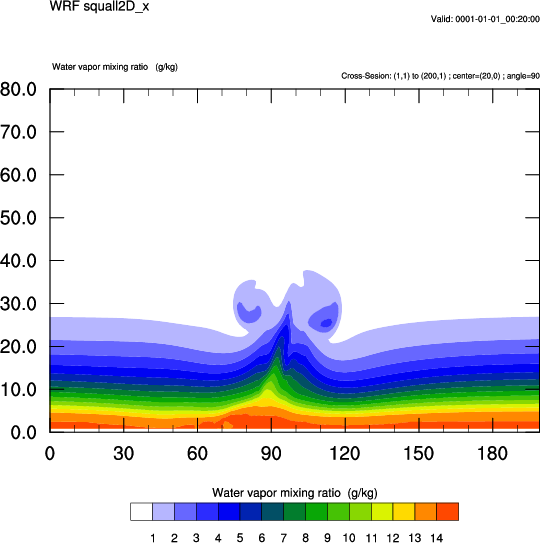 WRF squall2D_x
Valid: 0001-01-01_00:20:00
Water vapor mixing ratio (g/kg)
Cross-Sesion: (1,1) to (200,1) ; center=(20,0) ; angle=90
80.0
70.0
60.0
50.0
40.0
30.0
20.0
10.0
0.0
0 30 60 90 120 150 180
Water vapor mixing ratio (g/kg)
1 2 3 4 5 6 7 8 9 10 11 12 13 14